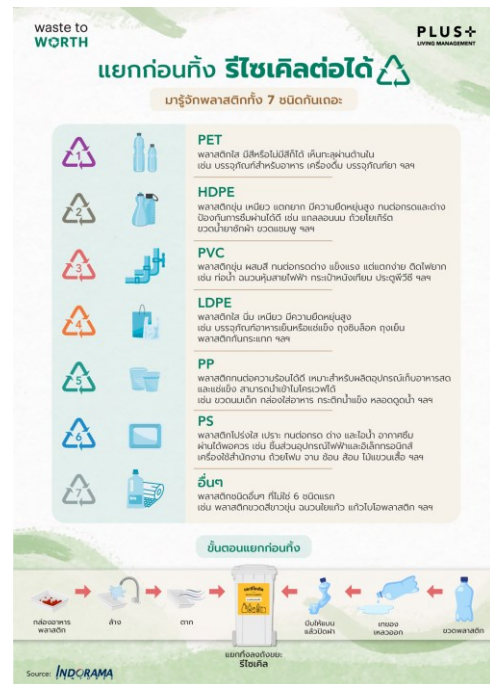 waste to
WORTH
PLUS+
LIVING MANAGEMENT
แยกก่อนทิ้ง รีไซเคิลต่อได้
มารู้จักพลาสติกทั้ง 7 ชนิดกันเถอะ
1
PET
พลาสติกใส มีสีหรือไม่มีสีก็ได้ เห็นทะลุผ่านด้านใน
เช่น บรรจุภัณฑ์สำหรับอาหาร เครื่องดื่ม บรรจุภัณฑ์ยา ฯลฯ
2
HDPE
พลาสติกขุ่น เหนียว แตกยาก มีความยืดหยุ่นสูง ทนต่อกรดและด่าง
ป้องกันการซึมผ่านได้ดี เช่น แกลลอนนม ถ้วยโยเกิร์ต
ขวดน้ำยาซักผ้า ขวดแชมพู ฯลฯ
3
PVC
พลาสติกขุ่น ผสมสี ทนต่อกรดด่าง แข็งแรง แต่แตกง่าย ติดไฟยาก
เช่น ท่อน้ำ ฉนวนหุ้มสายไฟฟ้า กระเป๋าหนังเทียม ประตูพีวีซี ฯลฯ
4
LDPE
พลาสติกใส นิ่ม เหนียว มีความยืดหยุ่นสูง
เช่น บรรจุภัณฑ์อาหารเย็นหรือแช่แข็ง ถุงซิปล็อค ถุงเย็น
พลาสติกกันกระแทก ฯลฯ
5
PP
พลาสติกทนต่อความร้อนได้ดี เหมาะสำหรับผลิตอุปกรณ์เก็บอาหารสด
และแช่แข็ง สามารถนำเข้าไมโครเวฟได้
เช่น ขวดนมเด็ก กล่องใส่อาหาร กระติกน้ำแข็ง หลอดดูดน้ำ ฯลฯ
6
PS
พลาสติกโปร่งใส เปราะ ทนต่อกรด ด่าง และไอน้ำ อากาศซึม
ผ่านได้พอควร เช่น ชิ้นส่วนอุปกรณ์ไฟฟ้าและอิเล็กทรอนิกส์
เครื่องใช้สำนักงาน ถ้วยโฟม จาน ช้อน ส้อม ไม้แขวนเสื้อ ฯลฯ
7
อื่นๆ
พลาสติกชนิดอื่นๆ ที่ไม่ใช่ 6 ชนิดแรก
เช่น พลาสติกขวดสีขาวขุ่น ฉนวนใยแก้ว แก้วไบโอพลาสติก ฯลฯ
ขั้นตอนแยกก่อนทิ้ง
กล่องอาหาร
พลาสติก
ล้าง
ตาก
แยกทิ้งลงถังขยะ
รีไซเคิล
บีบให้แบน
แล้วปิดฝา
เทของ
เหลวออก
ขวดพลาสติก
Source: INDORAMA